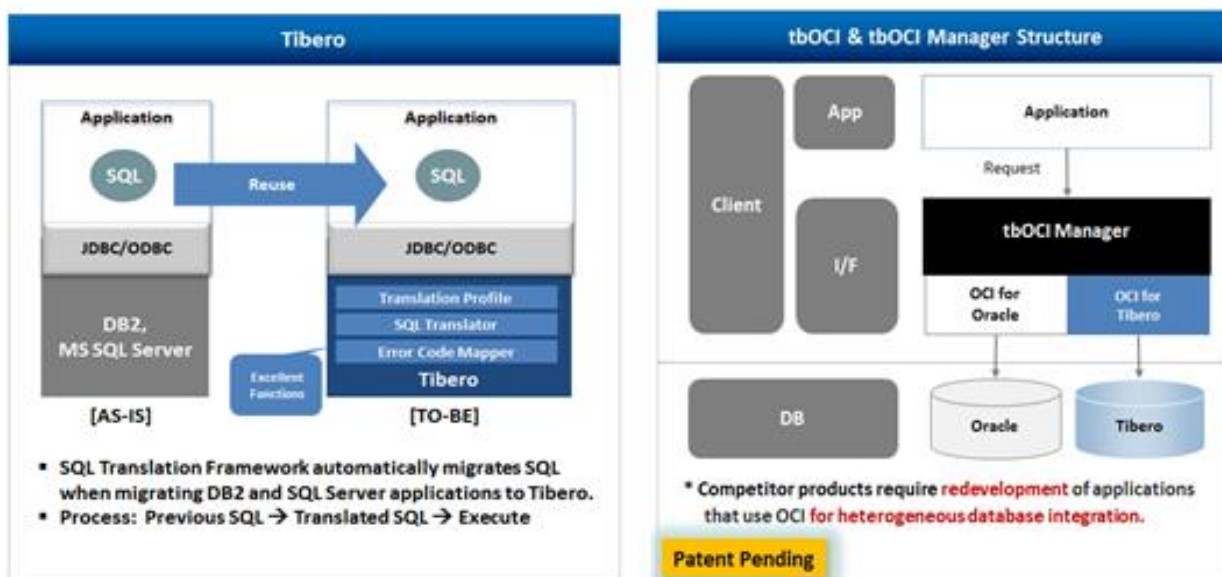 Tibero
Application
Application
SQL
Reuse
SQL
JDBC/ODBC
JDBC/ODBC
DB2,
MS SQL Server
Translation Profile
SQL Translator
Error Code Mapper
Tibero
Excellent
Functions
[AS-IS]
[TO-BE]
▪ SQL Translation Framework automatically migrates SQL
when migrating DB2 and SQL Server applications to Tibero.
▪ Process: Previous SQL → Translated SQL → Execute
tbOCI & tbOCI Manager Structure
Client
App
Application
Request
I/F
tbOCI Manager
OCI for
Oracle
OCI for
Tibero
DB
Oracle
Tibero
* Competitor products require redevelopment of applications
that use OCI for heterogeneous database integration.
Patent Pending